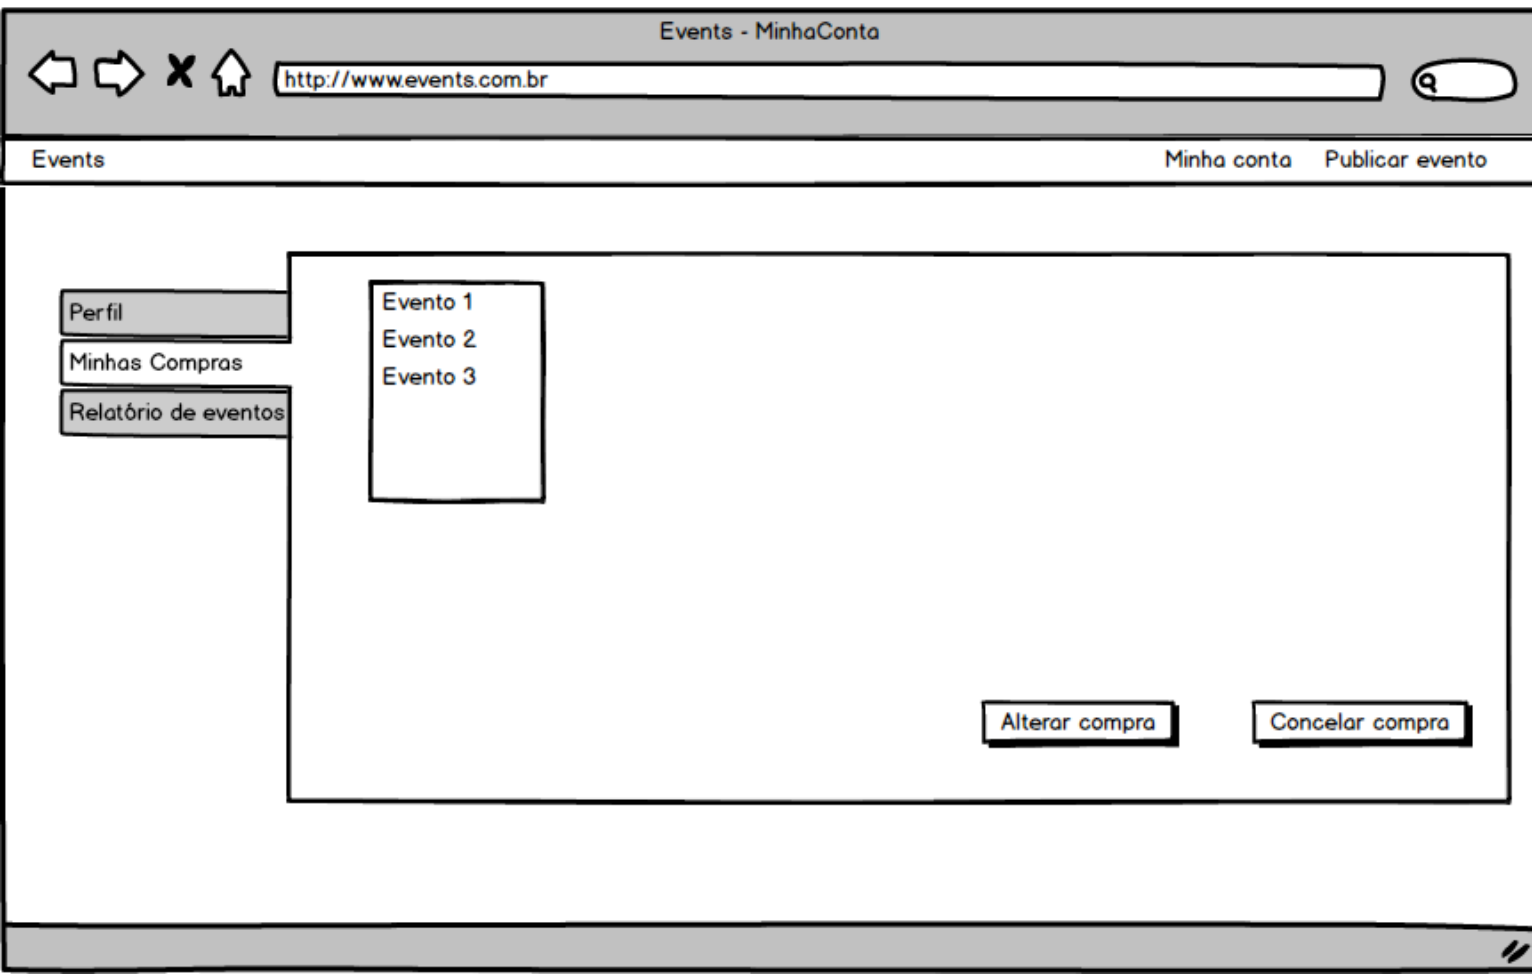 Events - MinhaConta
http://www.events.com.br
Events
Minha conta
Publicar evento
Perfil
Minhas Compras
Relatório de eventos
Evento 1
Evento 2
Evento 3
Alterar compra
Concelar compra